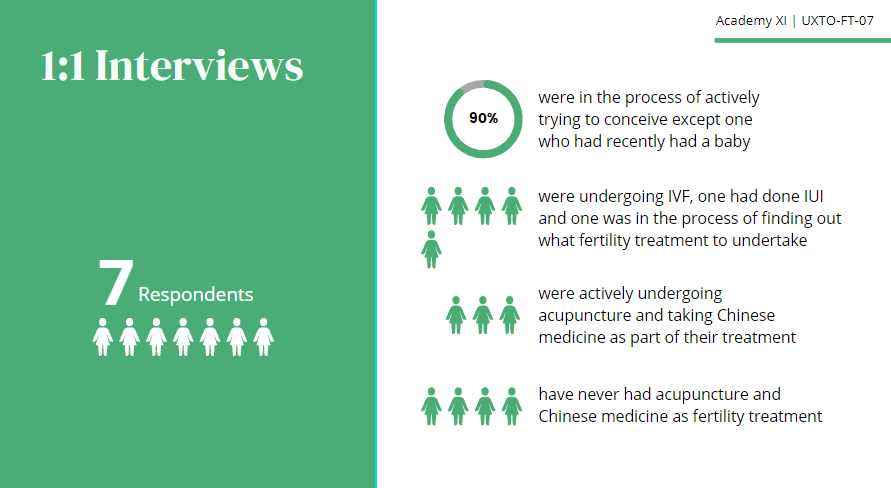 Academy XI | UXTO-FT-07
1:1 Interviews
7 Respondents
90%
were in the process of actively
trying to conceive except one
who had recently had a baby
were undergoing IVF, one had done IUI
and one was in the process of finding out
what fertility treatment to undertake
were actively undergoing
acupuncture and taking Chinese
medicine as part of their treatment
have never had acupuncture and
Chinese medicine as fertility treatment